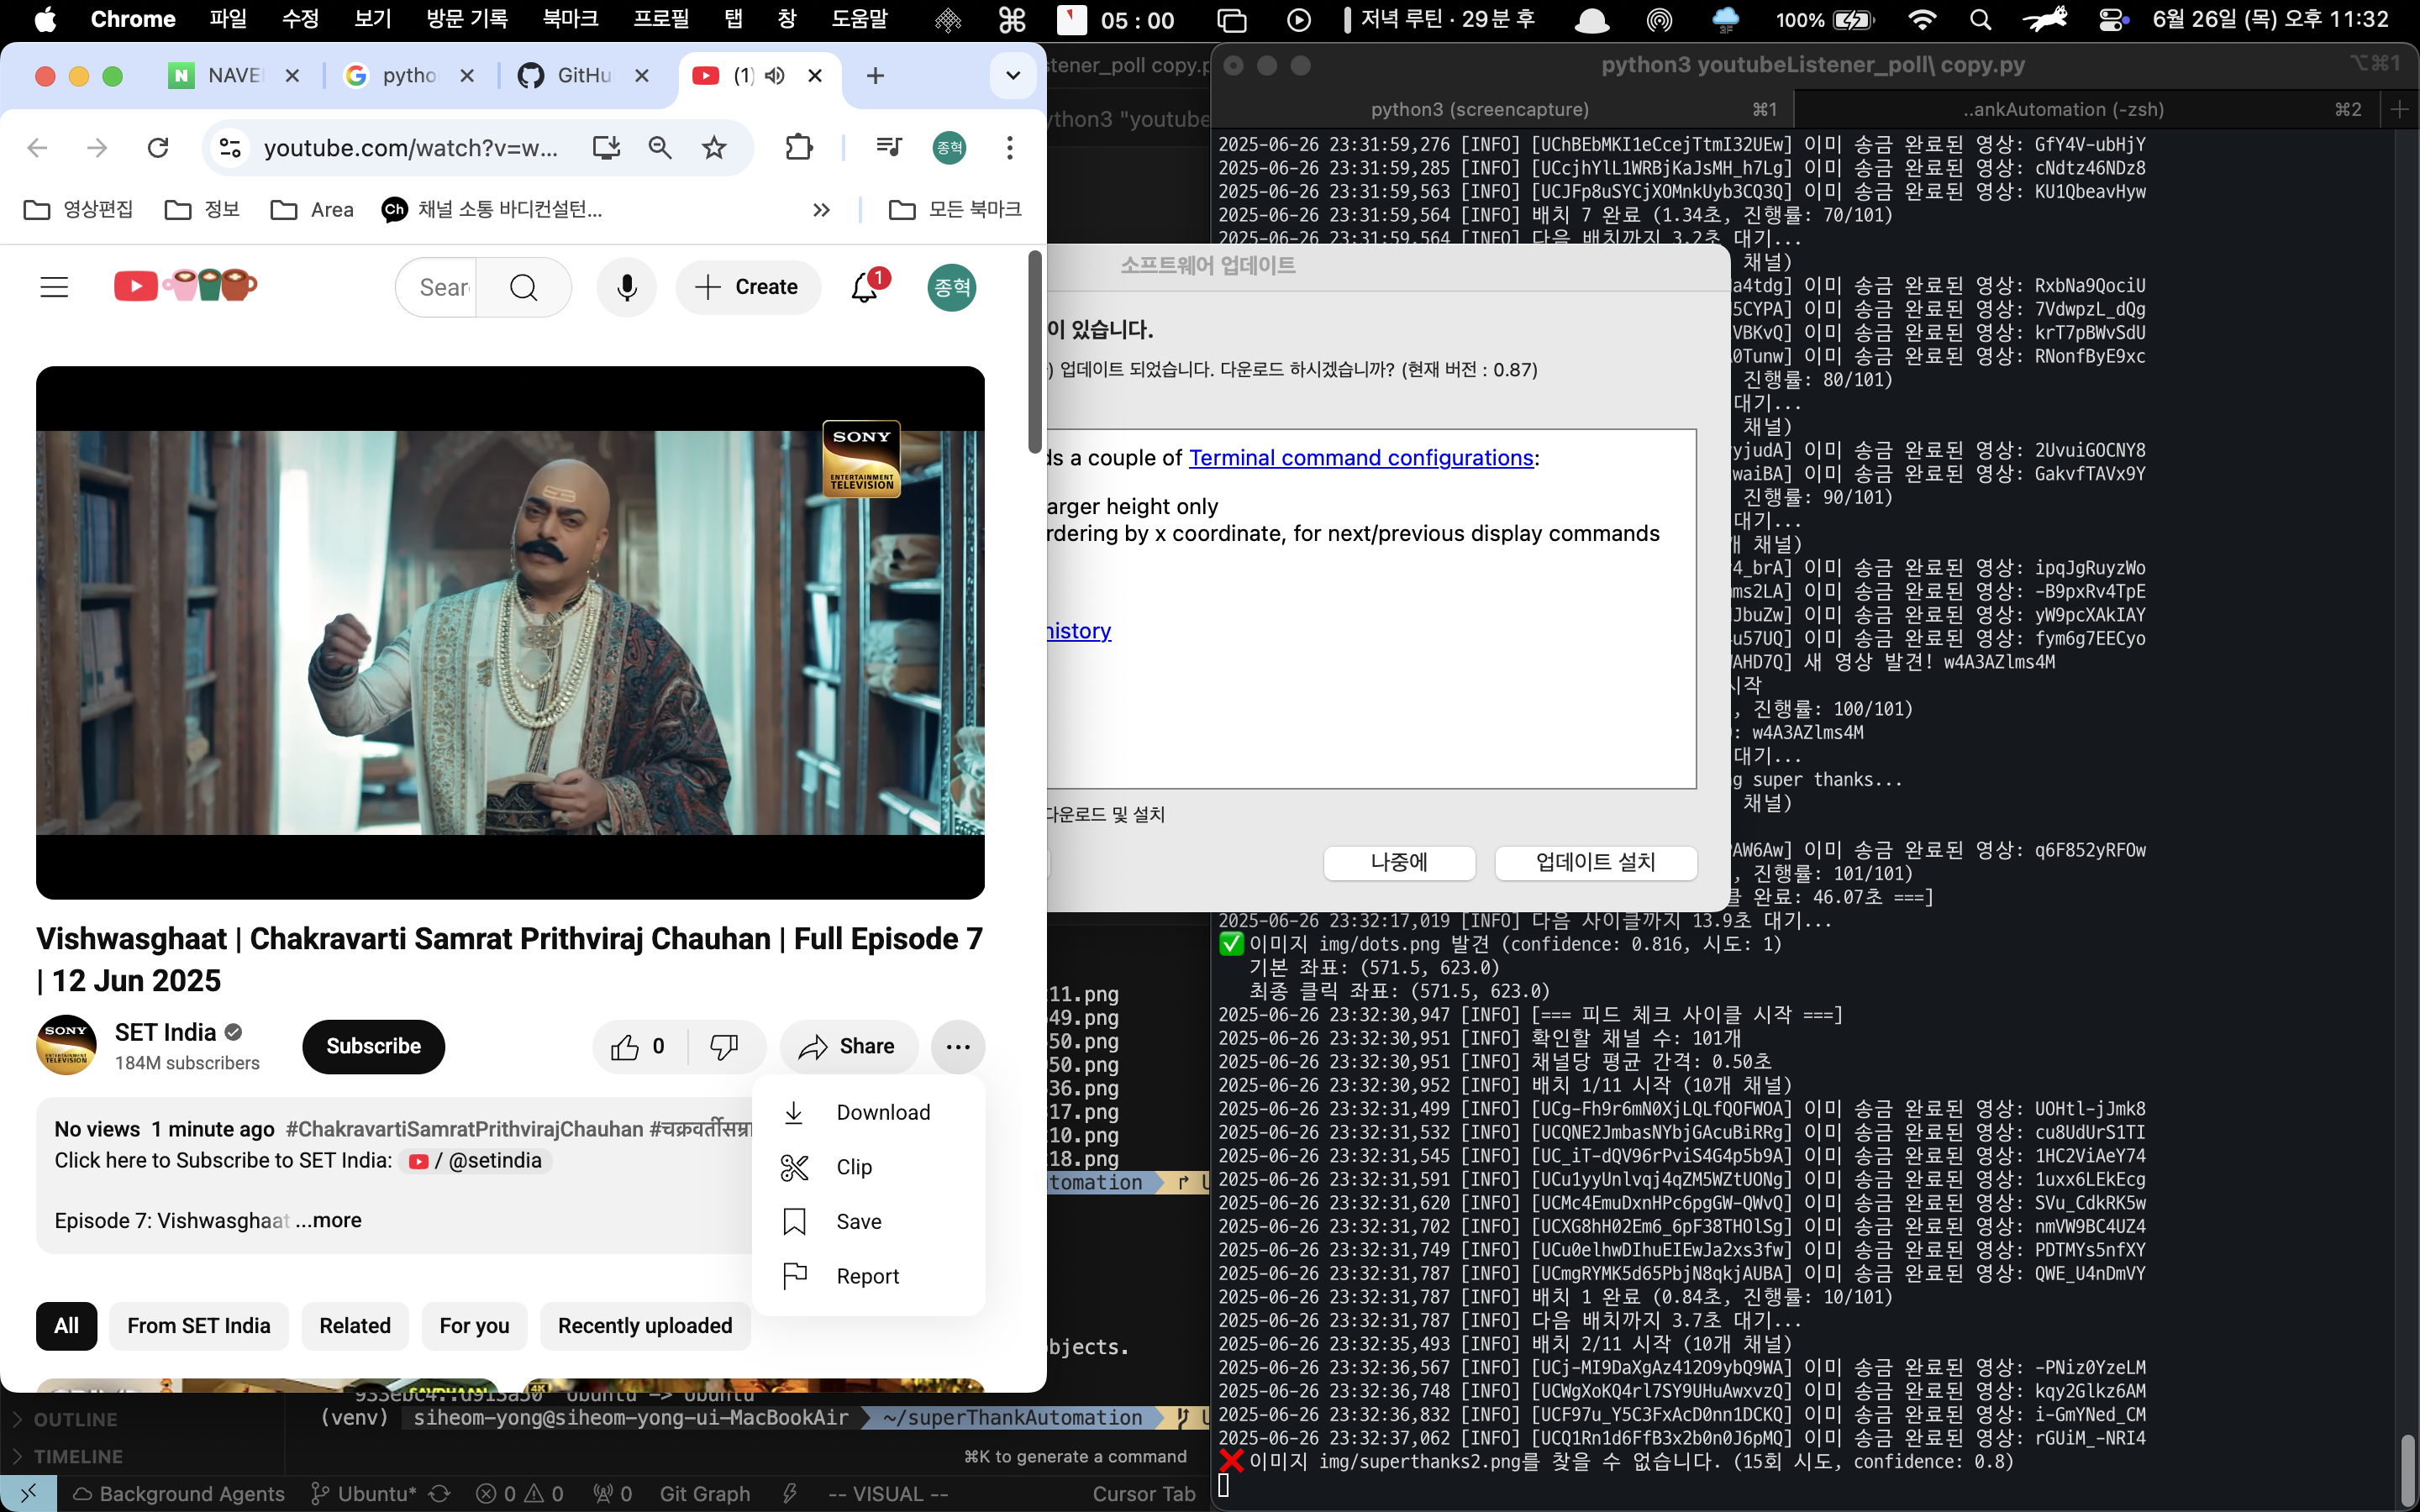 Chrome 파일 수정 보기 방문 기록 북마크 프로필 탭 창 도움말 05 : 00 저녁 루틴 · 29분 후 3F 100% 6월 26일 (목) 오후 11:32
N NAVE pytho GitHu (1)
youtube.com/watch?v=w... 종혁
영상편집 정보 Area Ch 채널 소통 바디컨설턴... 모든 북마크
Sear Create 1 종혁
SONY
ENTERTAINMENT
TELEVISION
Vishwasghaat | Chakravarti Samrat Prithviraj Chauhan | Full Episode 7
| 12 Jun 2025
SONY
SET India
184M subscribers
Subscribe
0
Share
Download
Clip
Save
Report
No views 1 minute ago #ChakravartiSamratPrithvirajChauhan
Click here to Subscribe to SET India: / @setindia
Episode 7: Vishwasghaat ...more
All From SET India Related For you Recently uploaded
stener_poll copy.p
ython3 "youtube
소프트웨어 업데이트
이 있습니다.
) 업데이트 되었습니다. 다운로드 하시겠습니까? (현재 버전 : 0.87)
ds a couple of Terminal command configurations:
arger height only
rdering by x coordinate, for next/previous display commands
history
다운로드 및 설치
나중에 업데이트 설치
11.png
49.png
50.png
50.png
36.png
17.png
10.png
18.png
tomation
bjects.
(venv) siheom-yong@siheom-yong-ui-MacBookAir ~/superThankAutomation
OUTLINE
TIMELINE
⌘K to generate a command
Background Agents Ubuntu* 0 0 0 Git Graph -- VISUAL -- Cursor Tab
python3 youtubeListener_poll\ copy.py ⌥⌘1
python3 (screencapture) ⌘1 ..ankAutomation (-zsh) ⌘2
2025-06-26 23:31:59,276 [INFO] [UChBEbMKI1eCcejTtmI32UEw] 이미 송금 완료된 영상: GfY4V-ubHjY
2025-06-26 23:31:59,285 [INFO] [UCcjhYlL1WRBjKaJsMH_h7Lg] 이미 송금 완료된 영상: cNdtz46NDz8
2025-06-26 23:31:59,563 [INFO] [UCJFp8uSYCjXOMnkUyb3CQ3Q] 이미 송금 완료된 영상: KU1QbeavHyw
2025-06-26 23:31:59,564 [INFO] 배치 7 완료 (1.34초, 진행률: 70/101)
2025-06-26 23:31:59,564 [INFO] 다음 배치까지 3.2초 대기...
채널)
a4tdg] 이미 송금 완료된 영상: RxbNa9QociU
5CYPA] 이미 송금 완료된 영상: 7VdwpzL_dQg
VBKvQ] 이미 송금 완료된 영상: krT7pBWvSdU
0Tunw] 이미 송금 완료된 영상: RNonfByE9xc
진행률: 80/101)
대기...
채널)
yjudA] 이미 송금 완료된 영상: 2UvuiGOCNY8
waiBA] 이미 송금 완료된 영상: GakvfTAVx9Y
진행률: 90/101)
대기...
채널)
4_brA] 이미 송금 완료된 영상: ipqJgRuyzWo
ms2LA] 이미 송금 완료된 영상: -B9pxRv4TpE
JbuZw] 이미 송금 완료된 영상: yW9pcXAkIAY
u57UQ] 이미 송금 완료된 영상: fym6g7EECyo
AHD7Q] 새 영상 발견! w4A3AZlms4M
시작
, 진행률: 100/101)
: w4A3AZlms4M
대기...
g super thanks...
채널)
AW6Aw] 이미 송금 완료된 영상: q6F852yRFOw
, 진행률: 101/101)
완료: 46.07초 ===]
2025-06-26 23:32:17,019 [INFO] 다음 사이클까지 13.9초 대기...
✅이미지 img/dots.png 발견 (confidence: 0.816, 시도: 1)
기본 좌표: (571.5, 623.0)
최종 클릭 좌표: (571.5, 623.0)
2025-06-26 23:32:30,947 [INFO] [=== 피드 체크 사이클 시작 ===]
2025-06-26 23:32:30,951 [INFO] 확인할 채널 수: 101개
2025-06-26 23:32:30,951 [INFO] 채널당 평균 간격: 0.50초
2025-06-26 23:32:30,952 [INFO] 배치 1/11 시작 (10개 채널)
2025-06-26 23:32:31,499 [INFO] [UCg-Fh9r6mN0XjLQLfQOFWOA] 이미 송금 완료된 영상: UOHtl-jJmk8
2025-06-26 23:32:31,532 [INFO] [UCQNE2JmbasNYbjGAcuBiRRg] 이미 송금 완료된 영상: cu8UdUrS1TI
2025-06-26 23:32:31,545 [INFO] [UC_iT-dQV96rPviS4G4p5b9A] 이미 송금 완료된 영상: 1HC2ViAeY74
2025-06-26 23:32:31,591 [INFO] [UCu1yyUnlvqj4qZM5WZtUONg] 이미 송금 완료된 영상: 1uxx6LEkEcg
2025-06-26 23:32:31,620 [INFO] [UCMc4EmuDxnHPc6pgGW-QWvQ] 이미 송금 완료된 영상: SVu_CdkRK5w
2025-06-26 23:32:31,702 [INFO] [UCXG8hH02Em6_6pF38THOlSg] 이미 송금 완료된 영상: nmVW9BC4UZ4
2025-06-26 23:32:31,749 [INFO] [UCu0elhwDIhuEIEwJa2xs3fw] 이미 송금 완료된 영상: PDTMYs5nfXY
2025-06-26 23:32:31,787 [INFO] [UCmgRYMK5d65PbjN8qkjAUBA] 이미 송금 완료된 영상: QWE_U4nDmVY
2025-06-26 23:32:31,787 [INFO] 배치 1 완료 (0.84초, 진행률: 10/101)
2025-06-26 23:32:31,787 [INFO] 다음 배치까지 3.7초 대기...
2025-06-26 23:32:35,493 [INFO] 배치 2/11 시작 (10개 채널)
2025-06-26 23:32:36,567 [INFO] [UCj-MI9DaXgAz412O9ybQ9WA] 이미 송금 완료된 영상: -PNiz0YzeLM
2025-06-26 23:32:36,748 [INFO] [UCWgXoKQ4rl7SY9UHuAwxvzQ] 이미 송금 완료된 영상: kqy2Glkz6AM
2025-06-26 23:32:36,832 [INFO] [UCF97u_Y5C3FxAcD0nn1DCKQ] 이미 송금 완료된 영상: i-GmYNed_CM
2025-06-26 23:32:37,062 [INFO] [UCQ1Rn1d6FfB3x2b0n0J6pMQ] 이미 송금 완료된 영상: rGUiM_-NRI4
❌이미지 img/superthanks2.png를 찾을 수 없습니다. (15회 시도, confidence: 0.8)